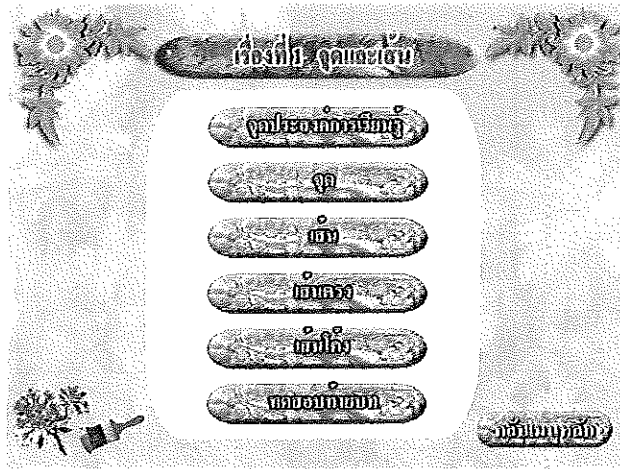 เรื่องที่ 1 จุดและเส้น
จุดประสงค์การเรียนรู้
จุด
เส้น
เส้นตรง
เส้นโค้ง
ทดสอบท้ายบท
กลับเมนูหลัก